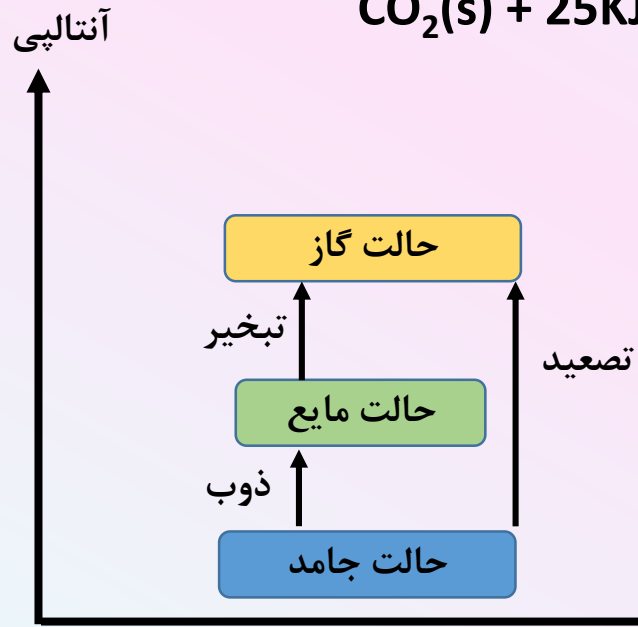 CO₂(s) + 25KJ
آنتالپی
حالت گاز
تبخیر
تصعید
حالت مایع
ذوب
حالت جامد